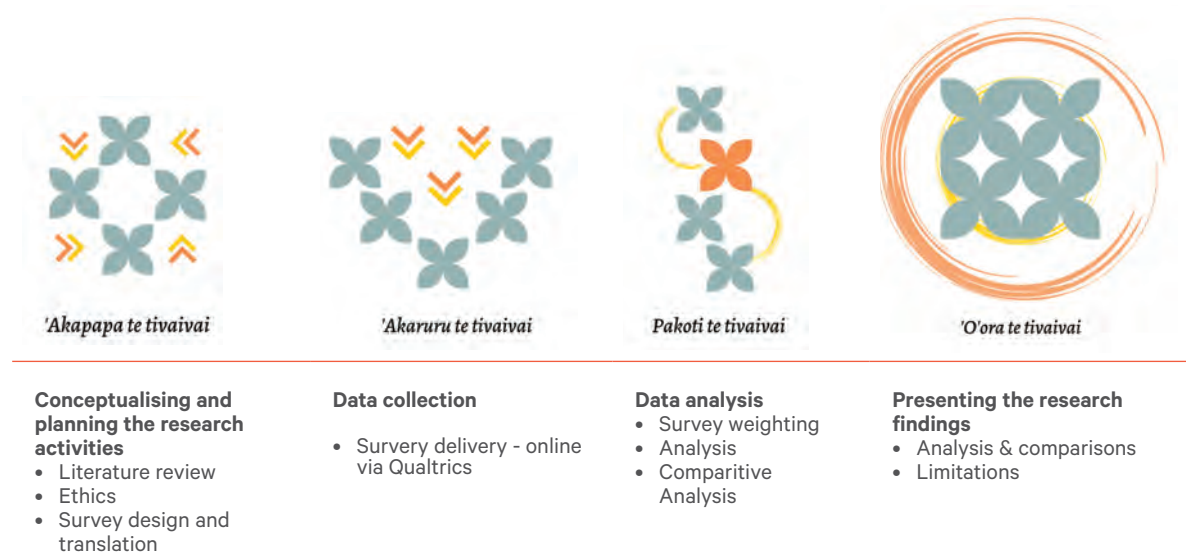 'Akapapa te tivaivai
'Akaruru te tivaivai
Pakoti te tivaivai
'O'ora te tivaivai
Conceptualising and
planning the research
activities
• Literature review
• Ethics
• Survey design and
translation
Data collection
• Survery delivery - online
via Qualtrics
Data analysis
• Survey weighting
• Analysis
• Comparitive
Analysis
Presenting the research
findings
• Analysis & comparisons
• Limitations